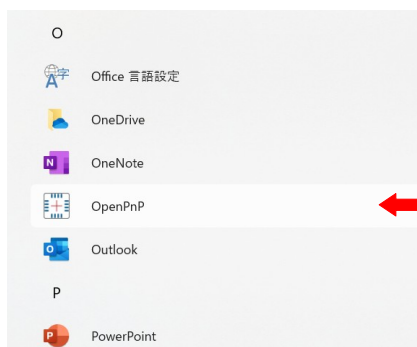 O
Office 言語設定
OneDrive
OneNote
OpenPnP
Outlook
P
PowerPoint